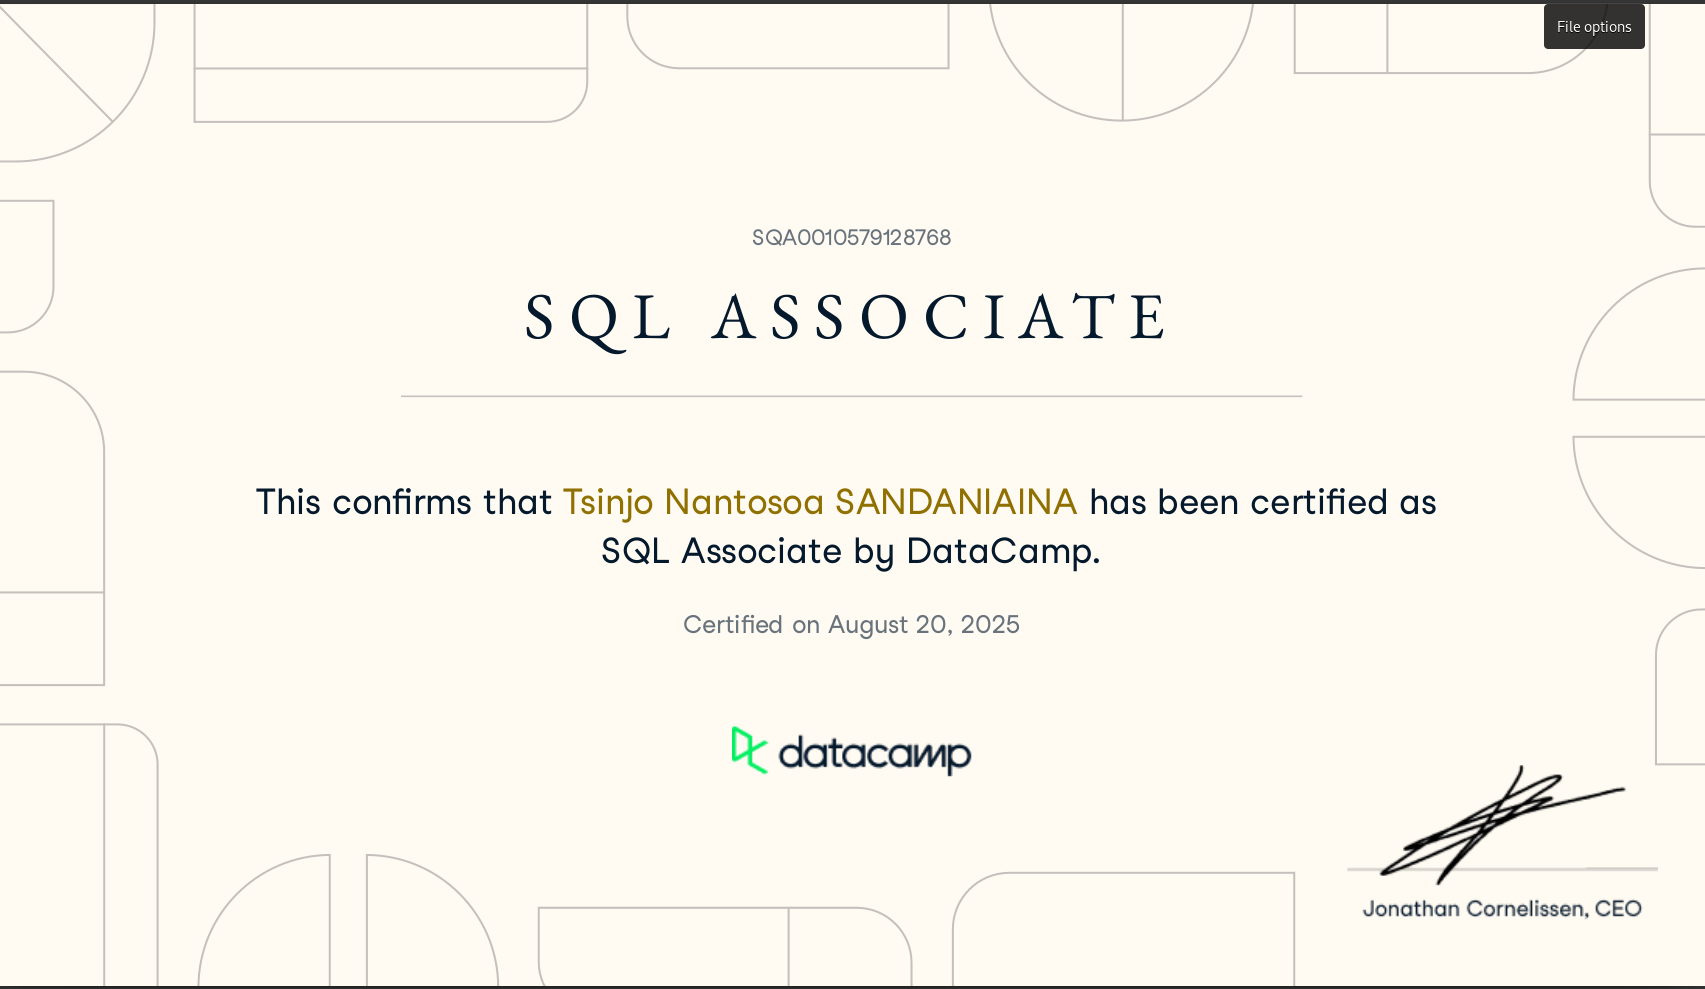 File options
SQA0010579128768
SQL ASSOCIATE
This confirms that Tsinjo Nantosoa SANDANIAINA has been certified as
SQL Associate by DataCamp.
Certified on August 20, 2025
datacamp
Jonathan Cornelissen, CEO